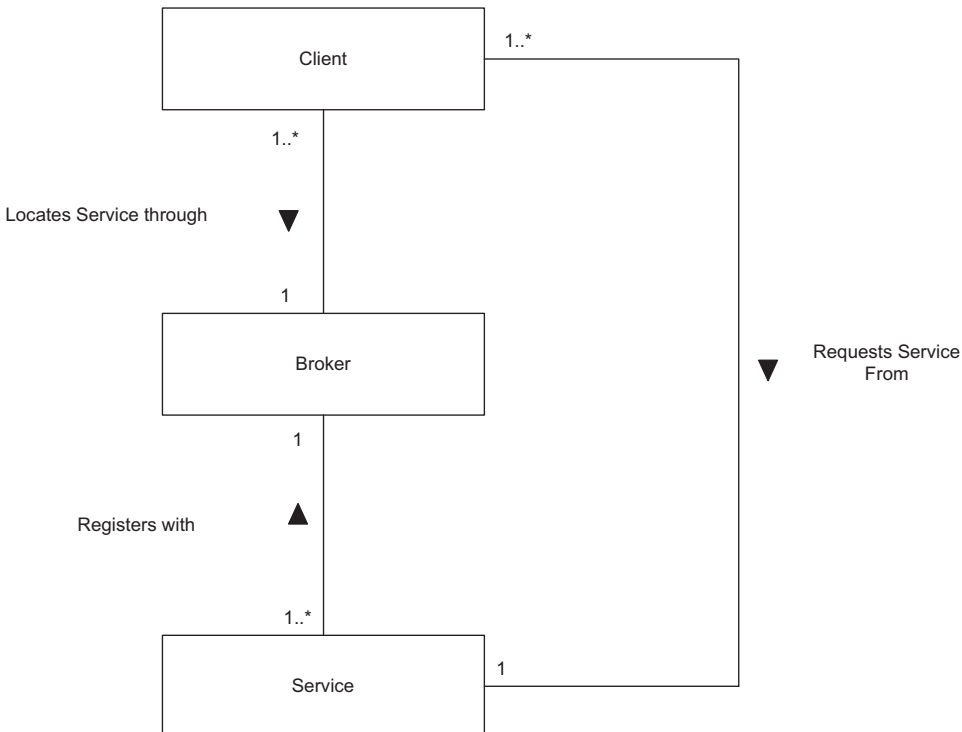 Client
1..*
1..*
Locates Service through
1
Broker
Requests Service
From
1
Registers with
1..*
Service
1